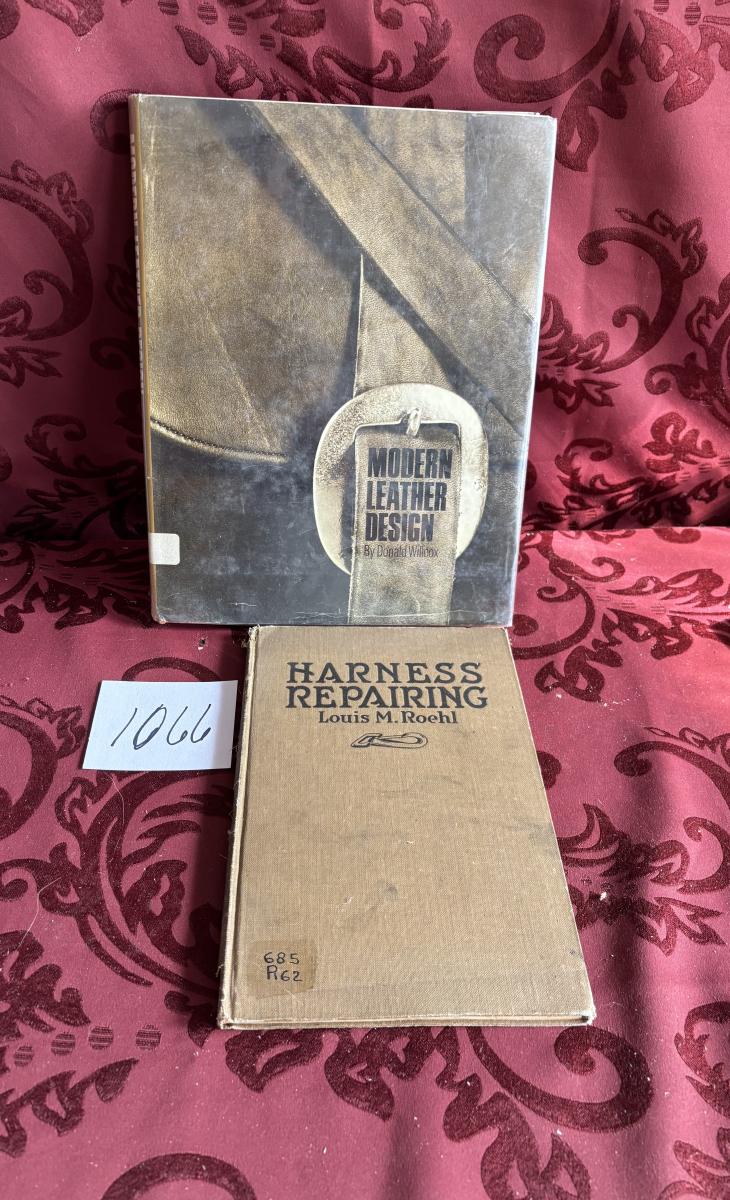 MODERN
LEATHER
DESIGN
By Donald Willcox
HARNESS
REPAIRING
Louis M. Roehl
1066
685
R62